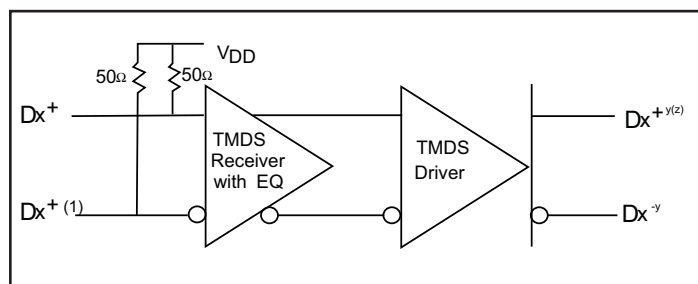 VDD
50Ω 50Ω
Dx+ Dx+ y(z)
TMDS
Receiver
with EQ
TMDS
Driver
Dx+ (1) Dx -y